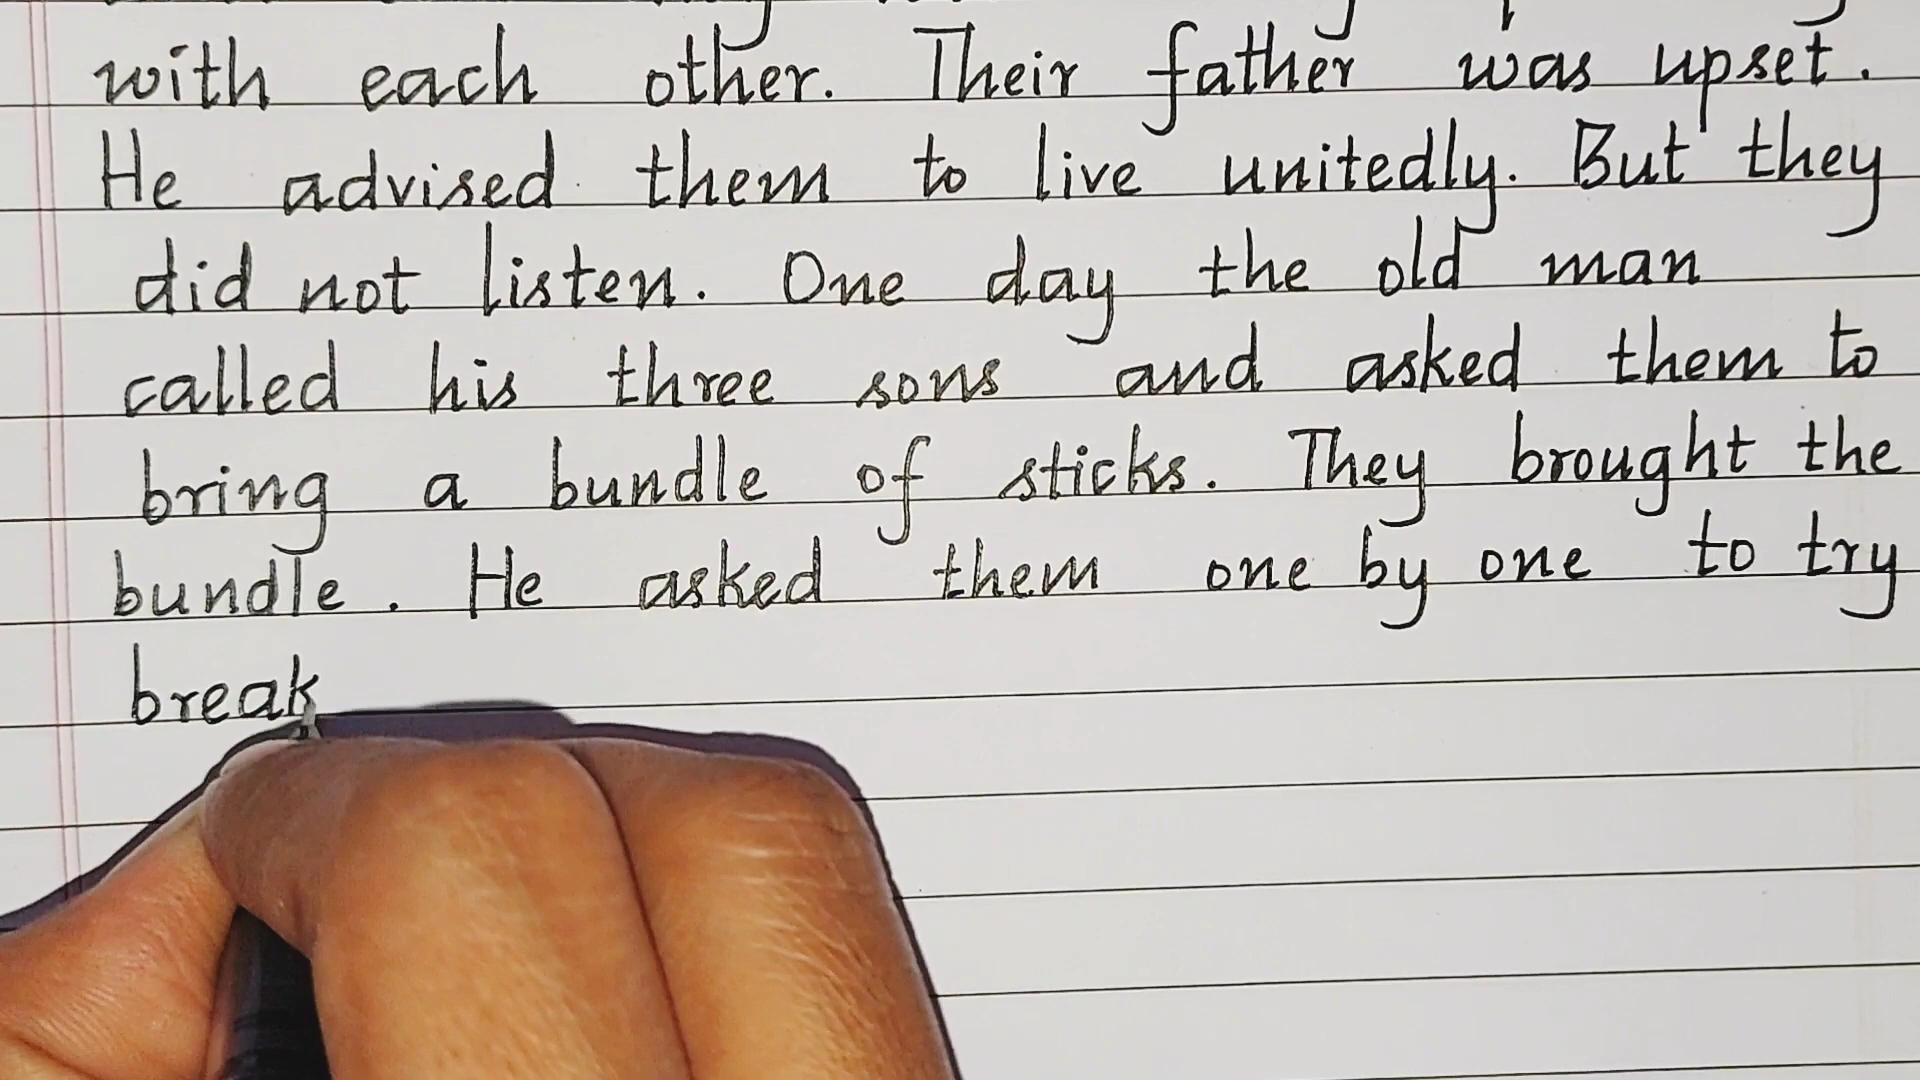 with each other. Their father was upset.
He advised them to live unitedly. But they
did not listen. One day the old man
called his three sons and asked them to
bring a bundle of sticks. They brought the
bundle. He asked them one by one to try
break